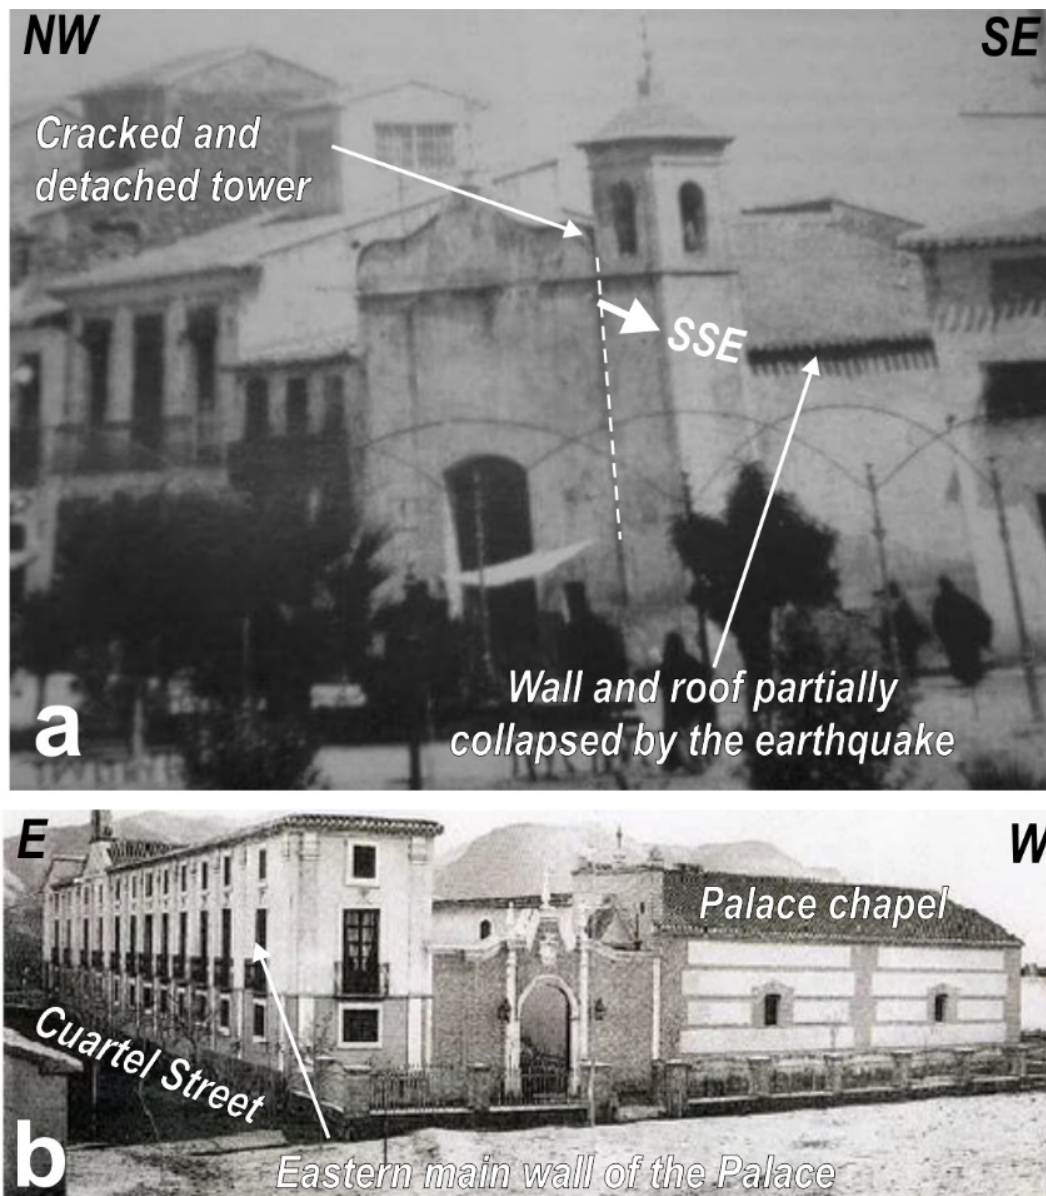 NW
SE
Cracked and
detached tower
SSE
Wall and roof partially
collapsed by the earthquake
a
E
W
Palace chapel
Cuartel Street
Eastern main wall of the Palace
b